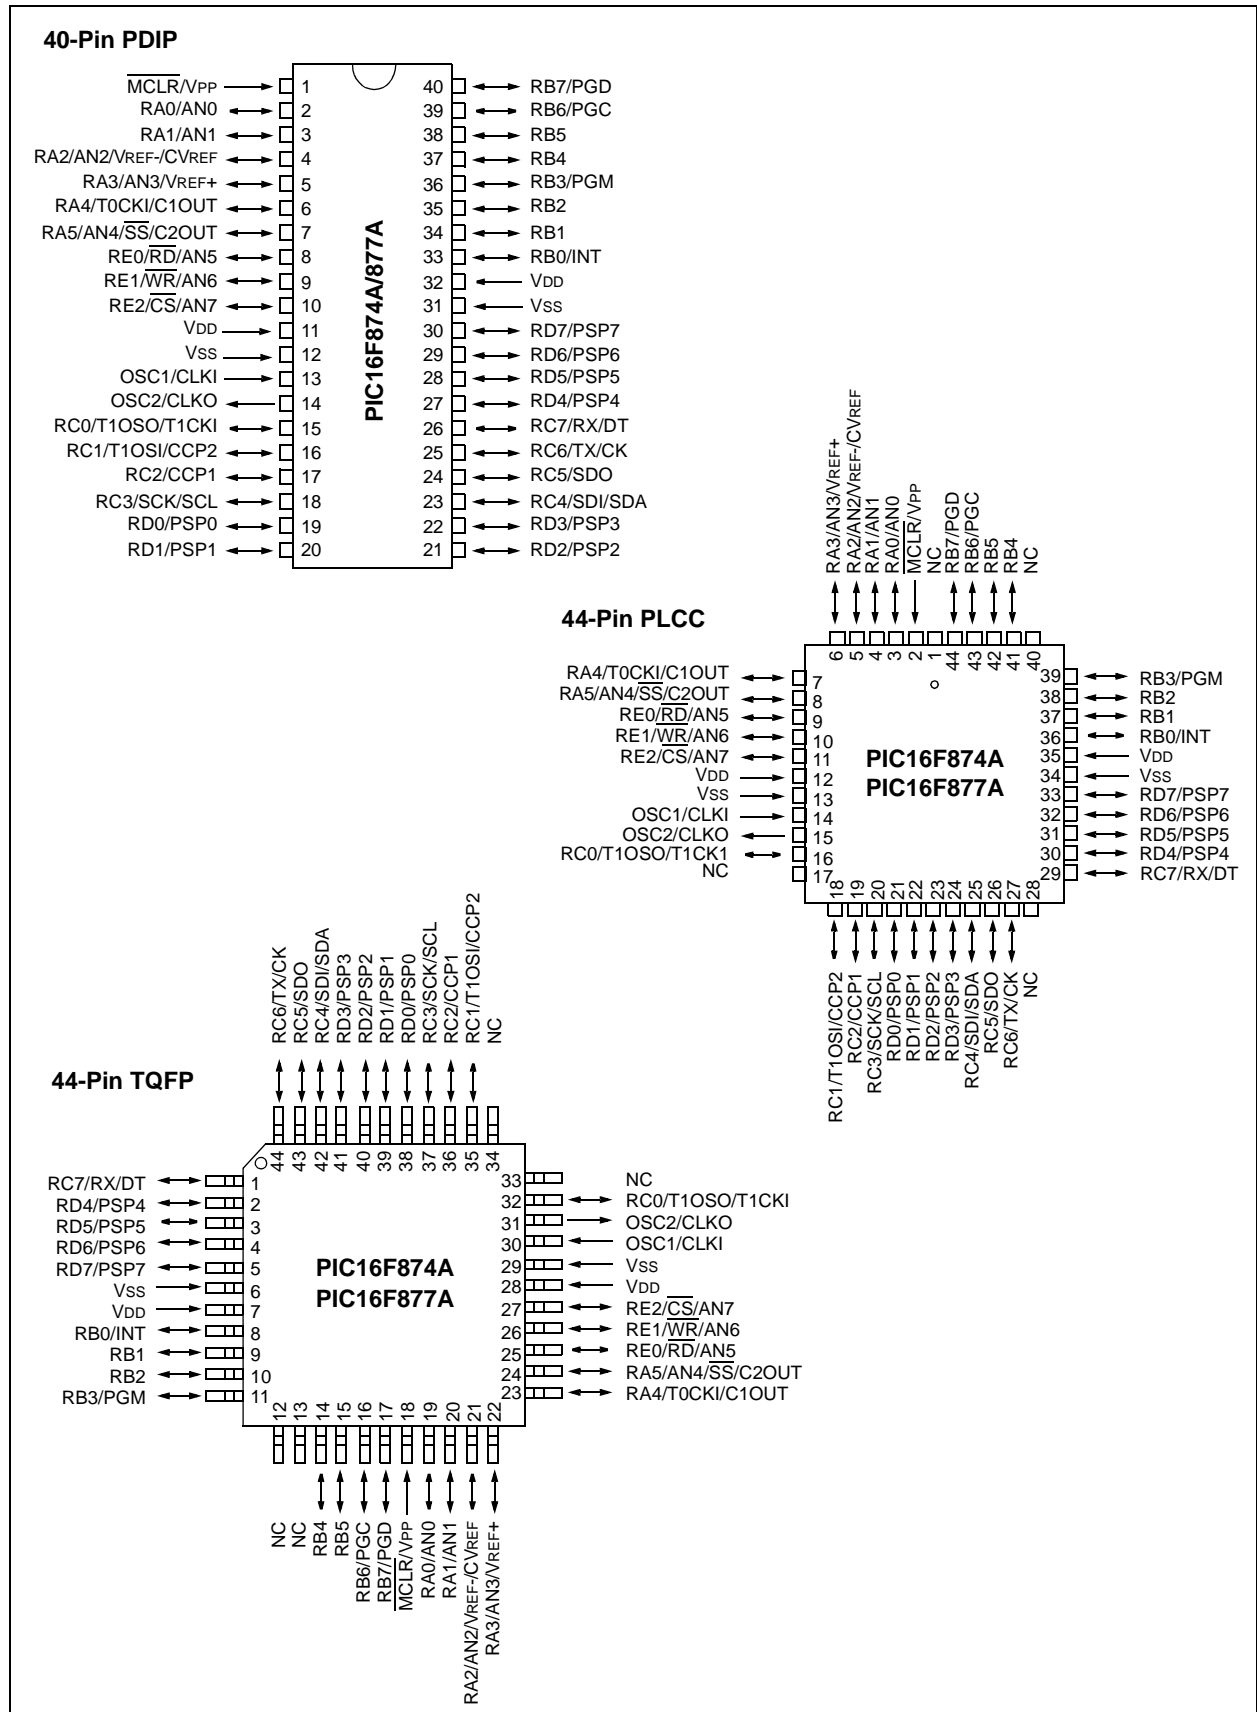 40-Pin PDIP
MCLR/VPP 1
RA0/AN0 2
RA1/AN1 3
RA2/AN2/VREF-/CVREF 4
RA3/AN3/VREF+ 5
RA4/T0CKI/C1OUT 6
RA5/AN4/SS/C2OUT 7
RE0/RD/AN5 8
RE1/WR/AN6 9
RE2/CS/AN7 10
VDD 11
VSS 12
OSC1/CLKI 13
OSC2/CLKO 14
RC0/T1OSO/T1CKI 15
RC1/T1OSI/CCP2 16
RC2/CCP1 17
RC3/SCK/SCL 18
RD0/PSP0 19
RD1/PSP1 20
PIC16F874A/877A
40 RB7/PGD
39 RB6/PGC
38 RB5
37 RB4
36 RB3/PGM
35 RB2
34 RB1
33 RB0/INT
32 VDD
31 VSS
30 RD7/PSP7
29 RD6/PSP6
28 RD5/PSP5
27 RD4/PSP4
26 RC7/RX/DT
25 RC6/TX/CK
24 RC5/SDO
23 RC4/SDI/SDA
22 RD3/PSP3
21 RD2/PSP2
44-Pin PLCC
RA3/AN3/VREF+ 6
RA2/AN2/VREF-/CVREF 5
RA1/AN1 4
RA0/AN0 3
MCLR/VPP 2
NC 1
RB7/PGD 44
RB6/PGC 43
RB5 42
RB4 41
NC 40
RA4/T0CKI/C1OUT 7
RA5/AN4/SS/C2OUT 8
RE0/RD/AN5 9
RE1/WR/AN6 10
RE2/CS/AN7 11
VDD 12
VSS 13
OSC1/CLKI 14
OSC2/CLKO 15
RC0/T1OSO/T1CK1 16
NC 17
PIC16F874A
PIC16F877A
39 RB3/PGM
38 RB2
37 RB1
36 RB0/INT
35 VDD
34 VSS
33 RD7/PSP7
32 RD6/PSP6
31 RD5/PSP5
30 RD4/PSP4
29 RC7/RX/DT
18 RC1/T1OSI/CCP2
19 RC2/CCP1
20 RC3/SCK/SCL
21 RD0/PSP0
22 RD1/PSP1
23 RD2/PSP2
24 RD3/PSP3
25 RC4/SDI/SDA
26 RC5/SDO
27 RC6/TX/CK
28 NC
44-Pin TQFP
RC6/TX/CK 44
RC5/SDO 43
RC4/SDI/SDA 42
RD3/PSP3 41
RD2/PSP2 40
RD1/PSP1 39
RD0/PSP0 38
RC3/SCK/SCL 37
RC2/CCP1 36
RC1/T1OSI/CCP2 35
NC 34
RC7/RX/DT 1
RD4/PSP4 2
RD5/PSP5 3
RD6/PSP6 4
RD7/PSP7 5
VSS 6
VDD 7
RB0/INT 8
RB1 9
RB2 10
RB3/PGM 11
PIC16F874A
PIC16F877A
33 NC
32 RC0/T1OSO/T1CKI
31 OSC2/CLKO
30 OSC1/CLKI
29 VSS
28 VDD
27 RE2/CS/AN7
26 RE1/WR/AN6
25 RE0/RD/AN5
24 RA5/AN4/SS/C2OUT
23 RA4/T0CKI/C1OUT
12 NC
13 NC
14 RB4
15 RB5
16 RB6/PGC
17 RB7/PGD
18 MCLR/VPP
19 RA0/AN0
20 RA1/AN1
21 RA2/AN2/VREF-/CVREF
22 RA3/AN3/VREF+